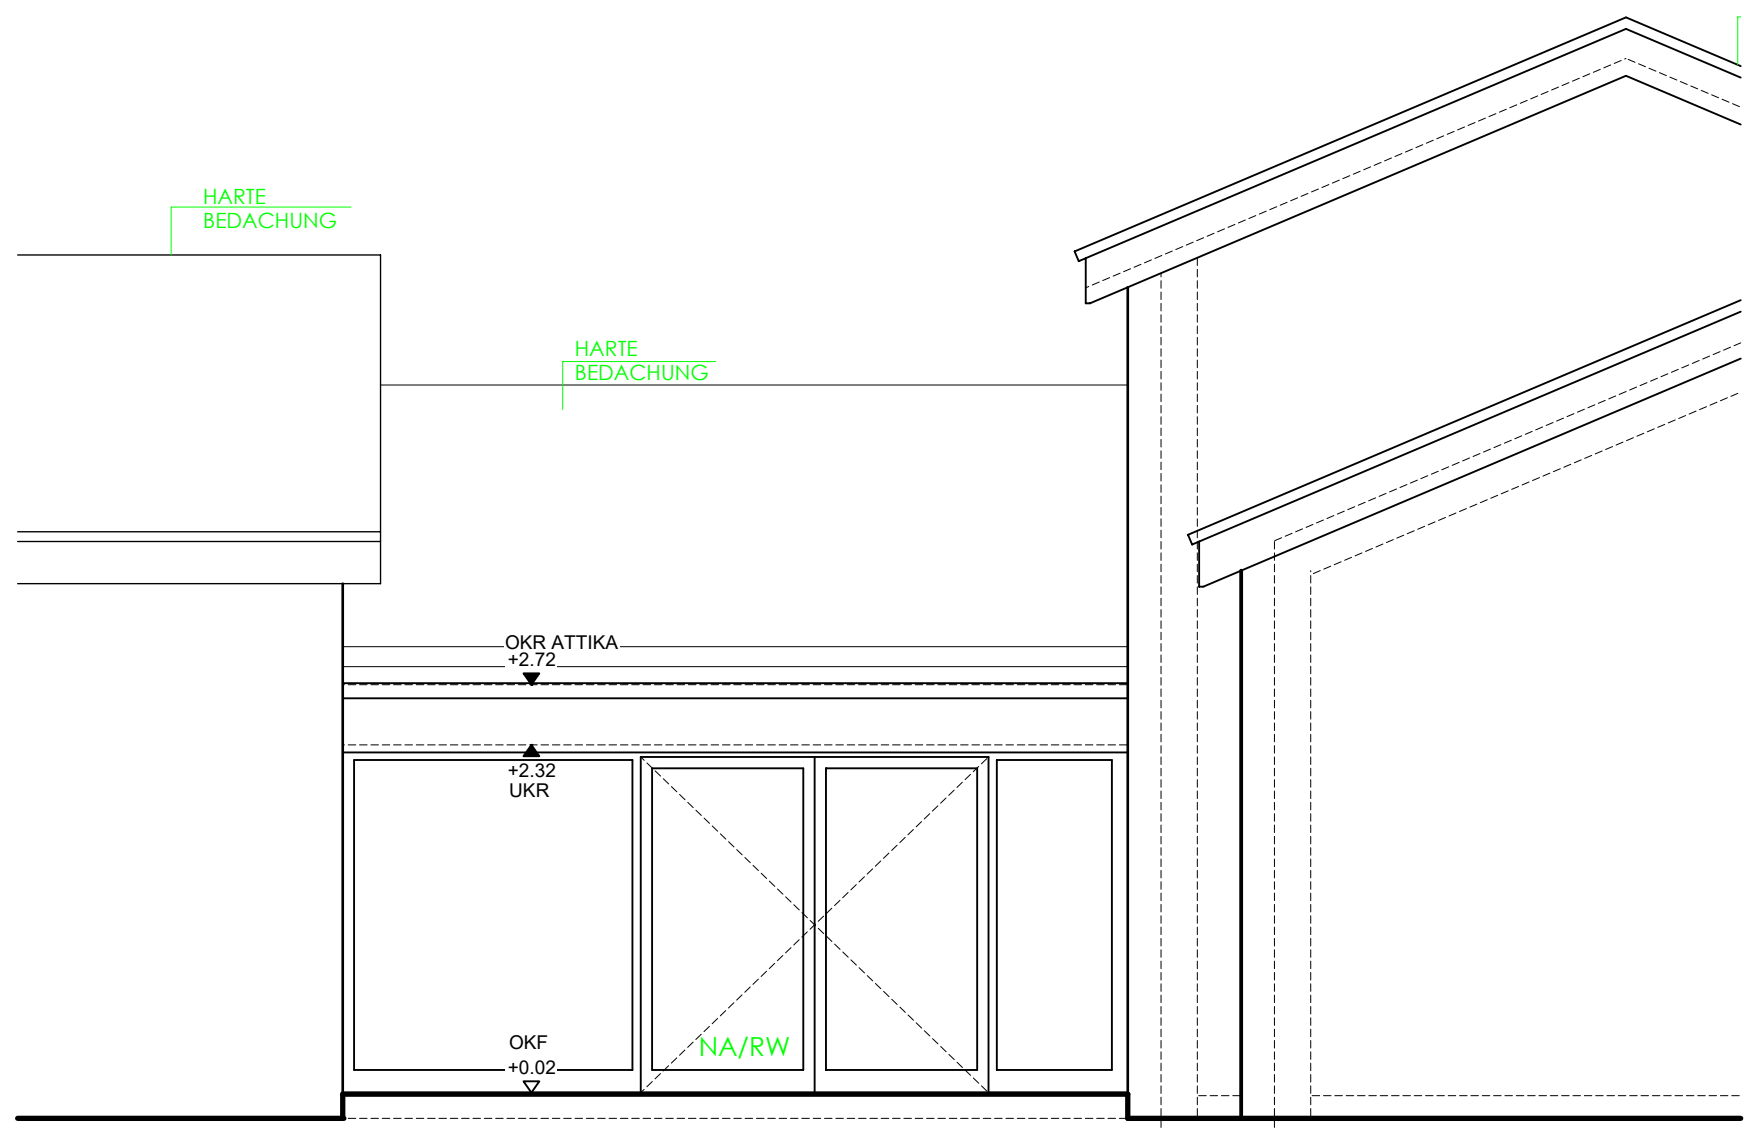 HARTE
BEDACHUNG
HARTE
BEDACHUNG
OKR ATTIKA
+2.72
+2.32
UKR
OKF
+0.02
NA/RW